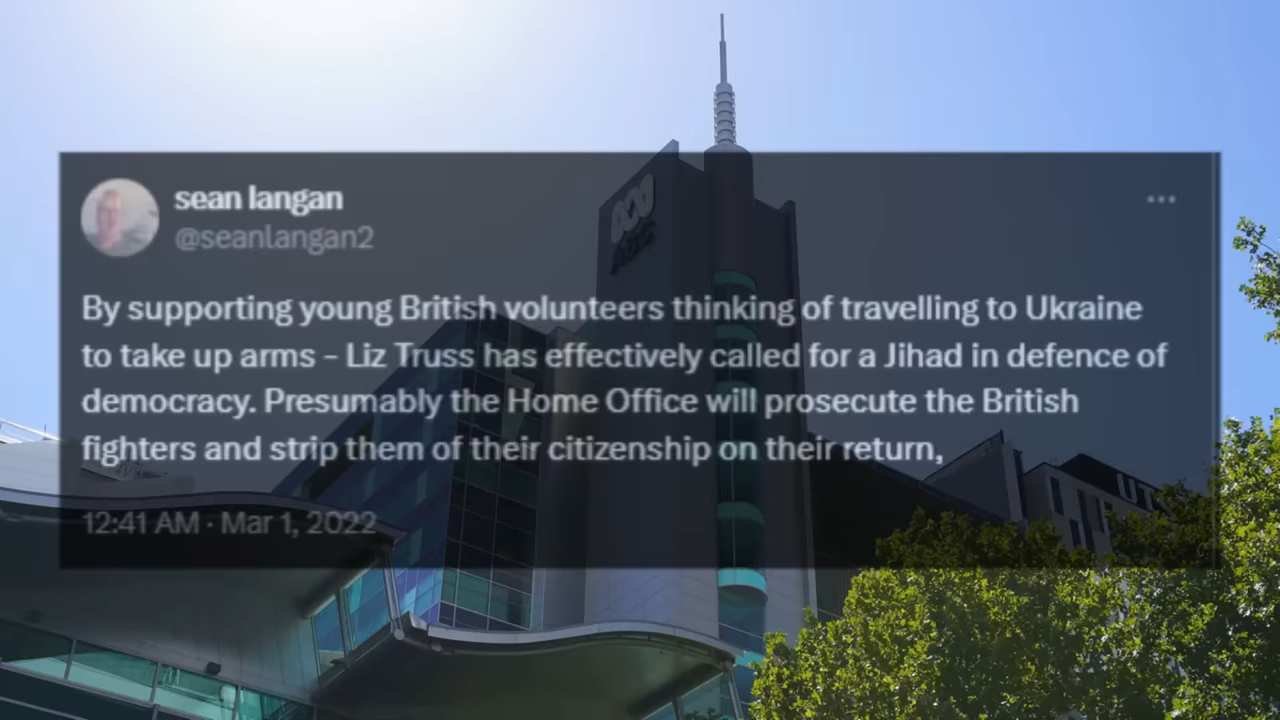 sean langan
@seanlangan2
By supporting young British volunteers thinking of travelling to Ukraine
to take up arms – Liz Truss has effectively called for a Jihad in defence of
democracy. Presumably the Home Office will prosecute the British
fighters and strip them of their citizenship on their return,
12:41 AM · Mar 1, 2022
ABC